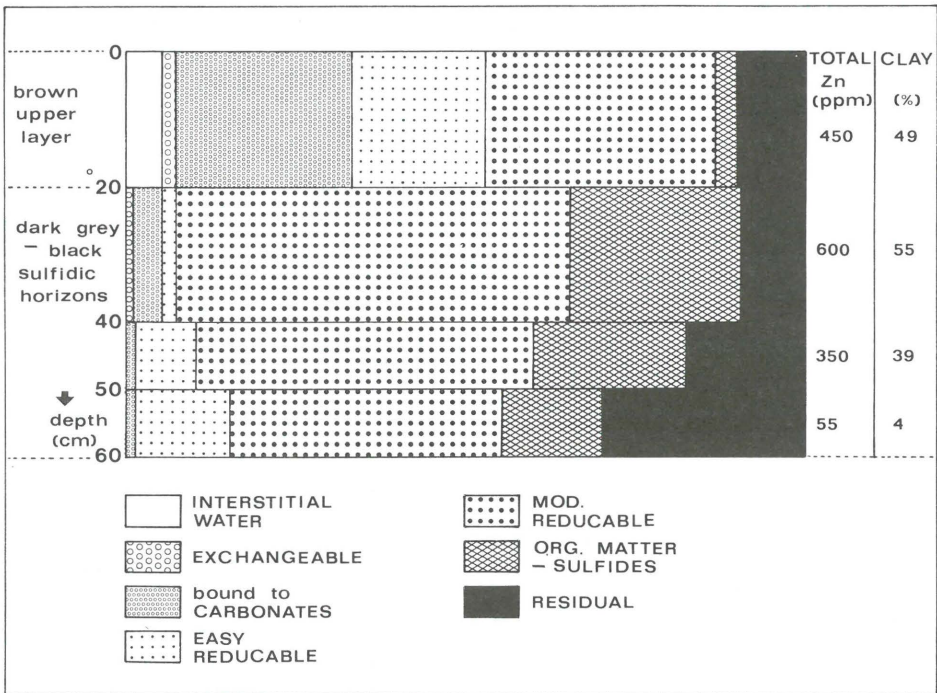 0
TOTAL CLAY
Zn
(ppm) (%)
brown
upper
layer
450 49
20
dark grey
– black
sulfidic
horizons
600 55
40
350 39
50
depth
(cm)
55 4
60
INTERSTITIAL
WATER
EXCHANGEABLE
bound to
CARBONATES
EASY
REDUCABLE
MOD.
REDUCABLE
ORG. MATTER
– SULFIDES
RESIDUAL